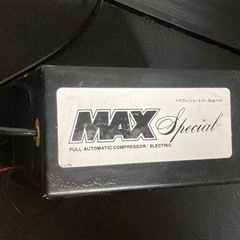 MAX Special
FULL AUTOMATIC COMPRESSOR / ELECTRIC